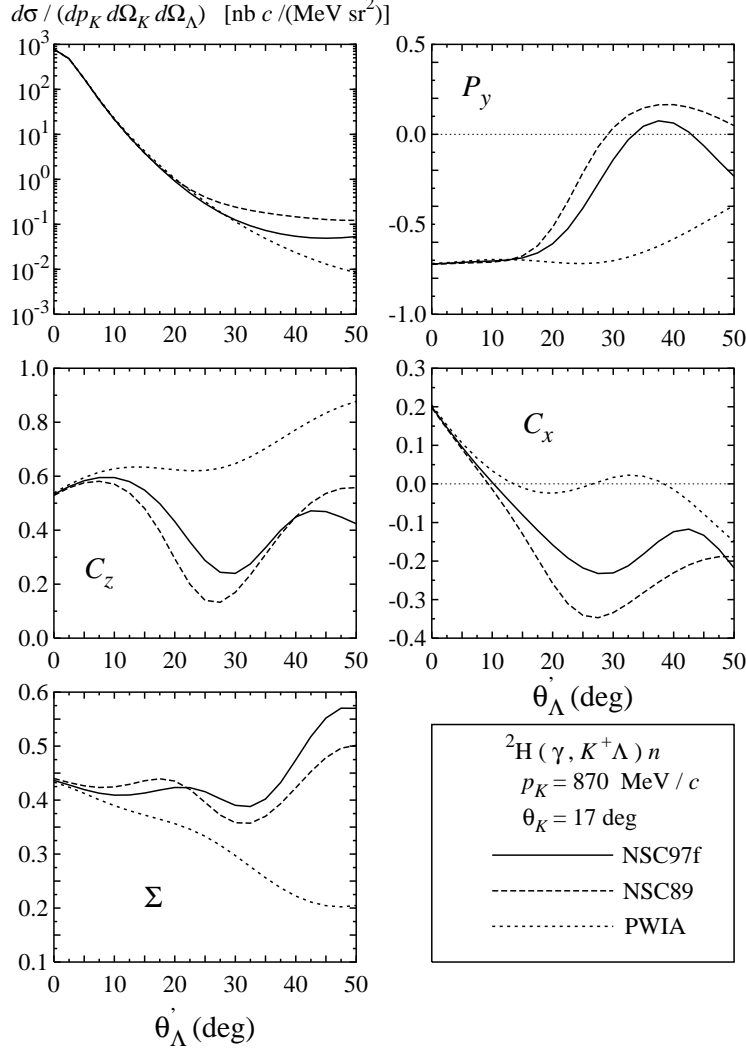 dσ / (dp_K dΩ_K dΩ_Λ) [nb c /(MeV sr²)]
10³
10²
10¹
10⁰
10⁻¹
10⁻²
10⁻³
0 10 20 30 40 50
P_y
0.5
0.0
-0.5
-1.0
0 10 20 30 40 50
C_z
1.0
0.8
0.6
0.4
0.2
0.0
0 10 20 30 40 50
C_x
0.4
0.3
0.2
0.1
0.0
-0.1
-0.2
-0.3
-0.4
0 10 20 30 40 50
θ'_Λ (deg)
Σ
0.6
0.5
0.4
0.3
0.2
0.1
0 10 20 30 40 50
θ'_Λ (deg)
²H ( γ , K⁺Λ ) n
p_K = 870 MeV / c
θ_K = 17 deg
NSC97f
NSC89
PWIA